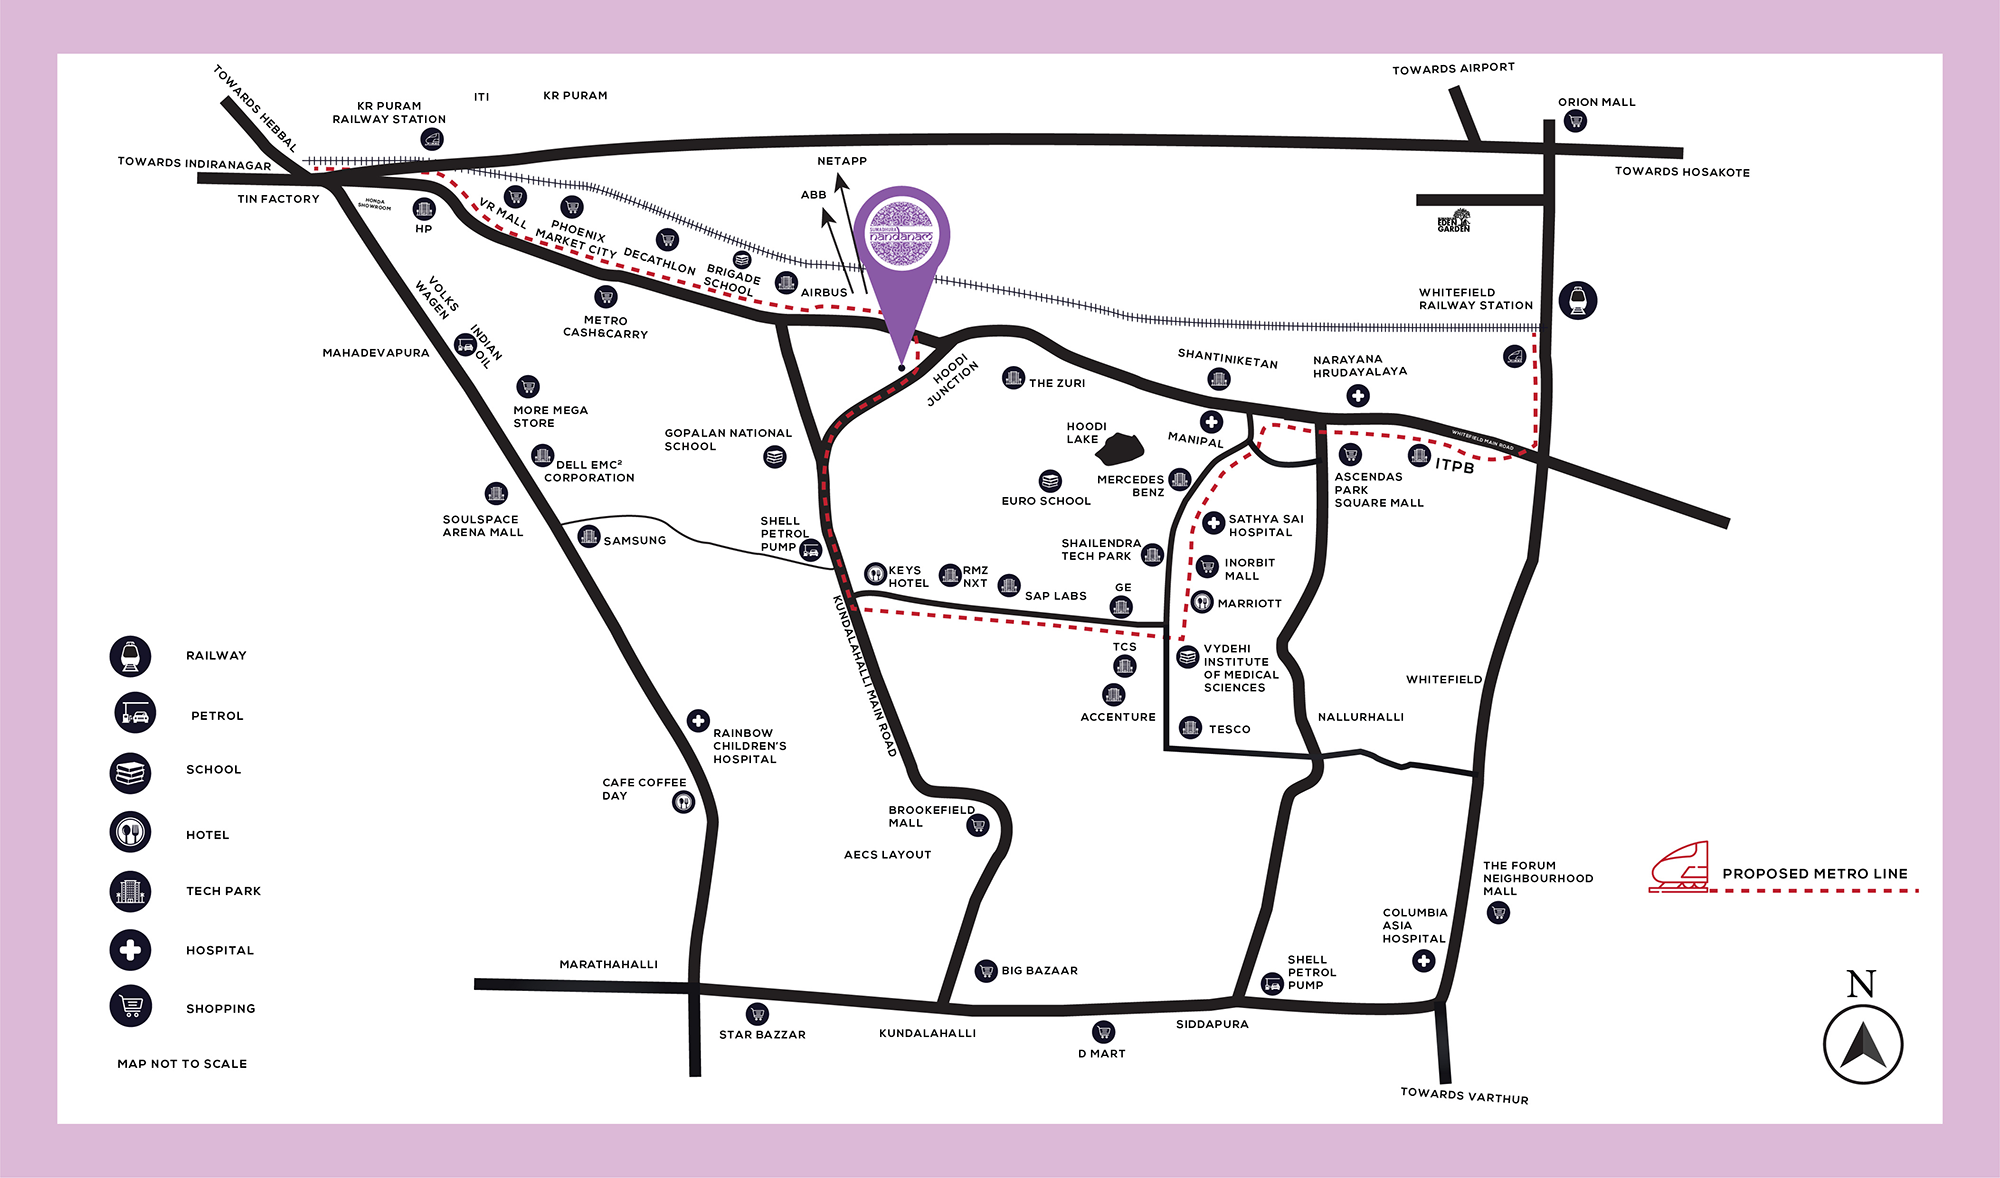 TOWARDS HEBBAL
KR PURAM
RAILWAY STATION
ITI
KR PURAM
TOWARDS AIRPORT
ORION MALL
TOWARDS INDIRANAGAR
TIN FACTORY
HONDA
SHOWROOM
HP
VR MALL
PHOENIX
MARKET CITY
DECATHLON
BRIGADE
SCHOOL
AIRBUS
NETAPP
ABB
SUWADHURA
nandanam
TOWARDS HOSAKOTE
EDEN
GARDEN
WHITEFIELD
RAILWAY STATION
VOLKS
WAGEN
INDIAN
OIL
METRO
CASH&CARRY
MAHADEVAPURA
HOODI
JUNCTION
THE ZURI
SHANTINIKETAN
NARAYANA
HRUDAYALAYA
MORE MEGA
STORE
GOPALAN NATIONAL
SCHOOL
HOODI
LAKE
MANIPAL
WHITEFIELD MAIN ROAD
DELL EMC²
CORPORATION
EURO SCHOOL
MERCEDES
BENZ
ASCENDAS
PARK
SQUARE MALL
ITPB
SOULSPACE
ARENA MALL
SAMSUNG
SHELL
PETROL
PUMP
SATHYA SAI
HOSPITAL
SHAILENDRA
TECH PARK
KEYS
HOTEL
RMZ
NXT
SAP LABS
GE
INORBIT
MALL
MARRIOTT
KUNDALAHALLI MAIN ROAD
TCS
ACCENTURE
VYDEHI
INSTITUTE
OF MEDICAL
SCIENCES
TESCO
WHITEFIELD
NALLURHALLI
RAINBOW
CHILDREN'S
HOSPITAL
CAFE COFFEE
DAY
BROOKEFIELD
MALL
AECS LAYOUT
THE FORUM
NEIGHBOURHOOD
MALL
COLUMBIA
ASIA
HOSPITAL
MARATHAHALLI
BIG BAZAAR
SHELL
PETROL
PUMP
STAR BAZZAR
KUNDALAHALLI
D MART
SIDDAPURA
TOWARDS VARTHUR
RAILWAY
PETROL
SCHOOL
HOTEL
TECH PARK
HOSPITAL
SHOPPING
MAP NOT TO SCALE
PROPOSED METRO LINE
N